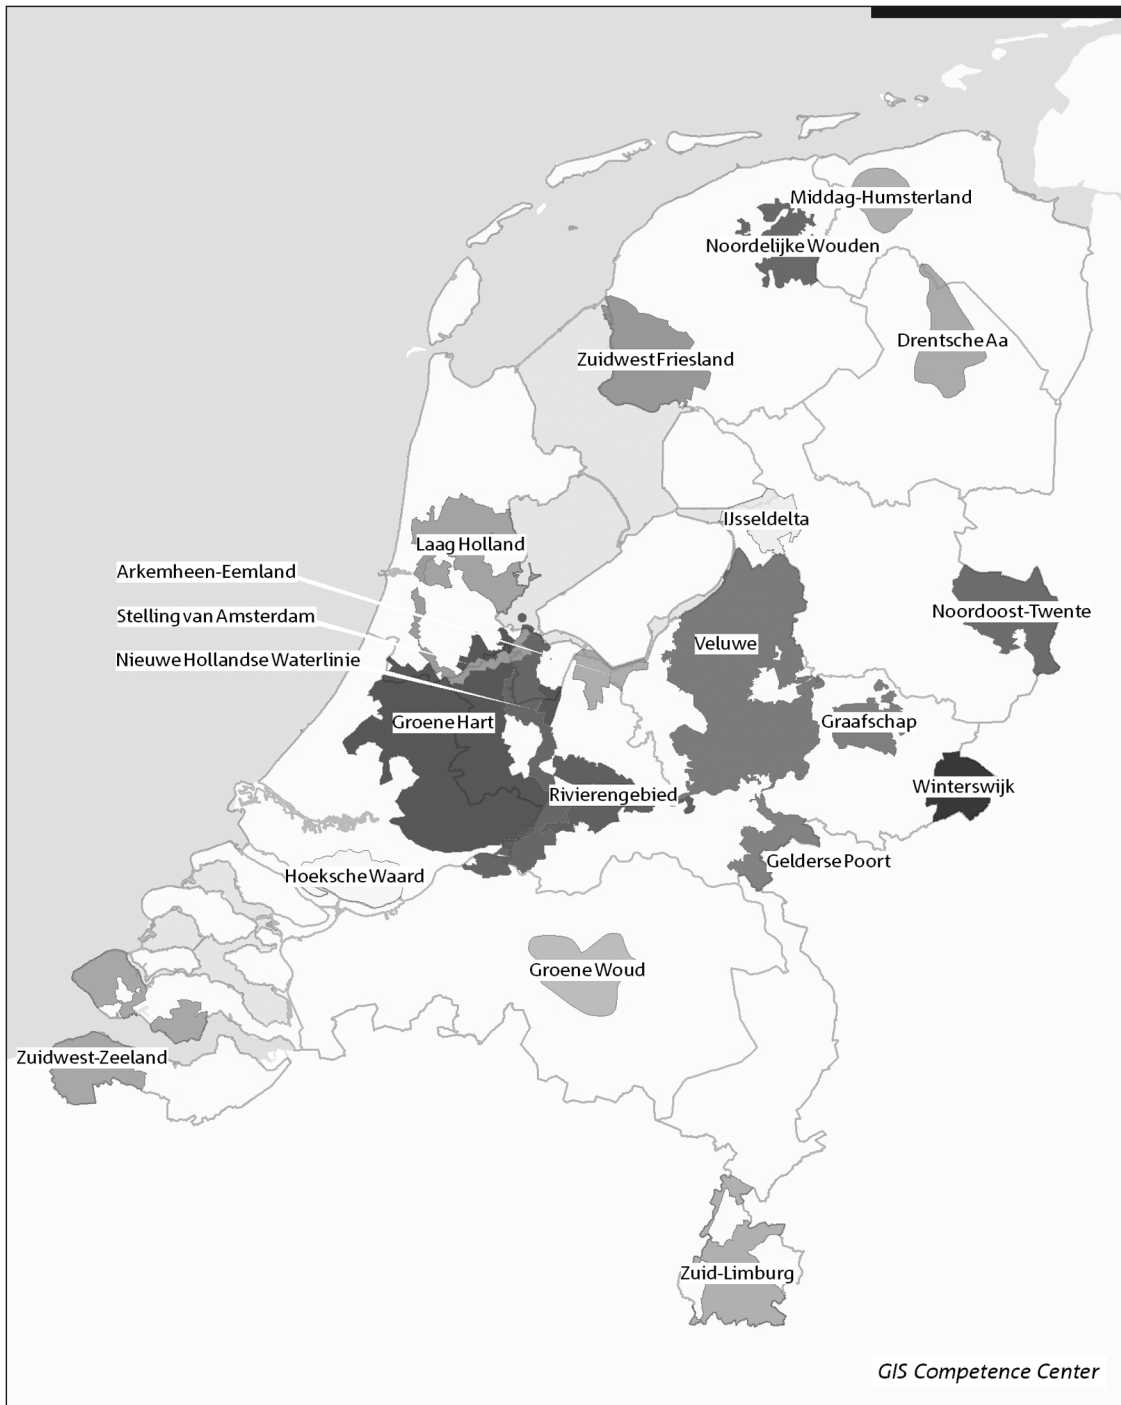 Middag-Humsterland
Noordelijke Wouden
Drentsche Aa
Zuidwest Friesland
IJsseldelta
Laag Holland
Arkemheen-Eemland
Noordoost-Twente
Stelling van Amsterdam
Veluwe
Nieuwe Hollandse Waterlinie
Groene Hart
Graafschap
Winterswijk
Rivierengebied
Gelderse Poort
Hoeksche Waard
Groene Woud
Zuidwest-Zeeland
Zuid-Limburg
GIS Competence Center